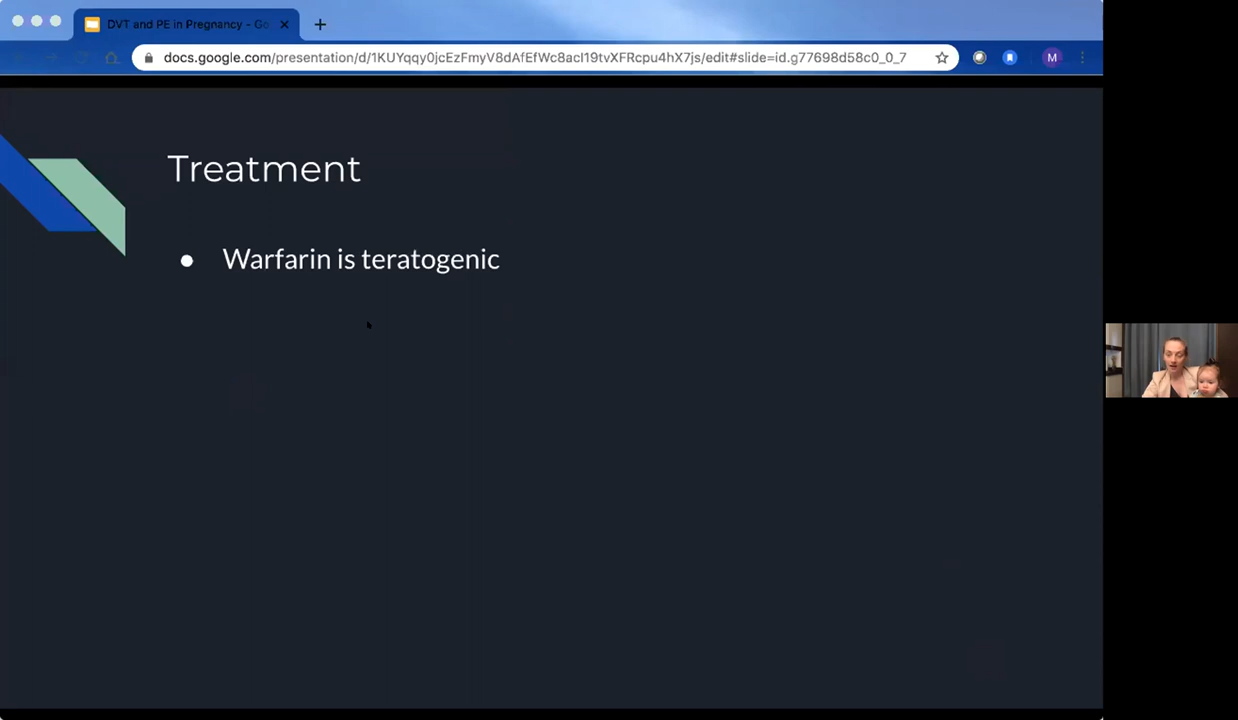 DVT and PE in Pregnancy - Go
docs.google.com/presentation/d/1KUYqqy0jcEzFmyV8dAfEfWc8acI19tvXFRcpu4hX7js/edit#slide=id.g77698d58c0_0_7
M
Treatment
Warfarin is teratogenic